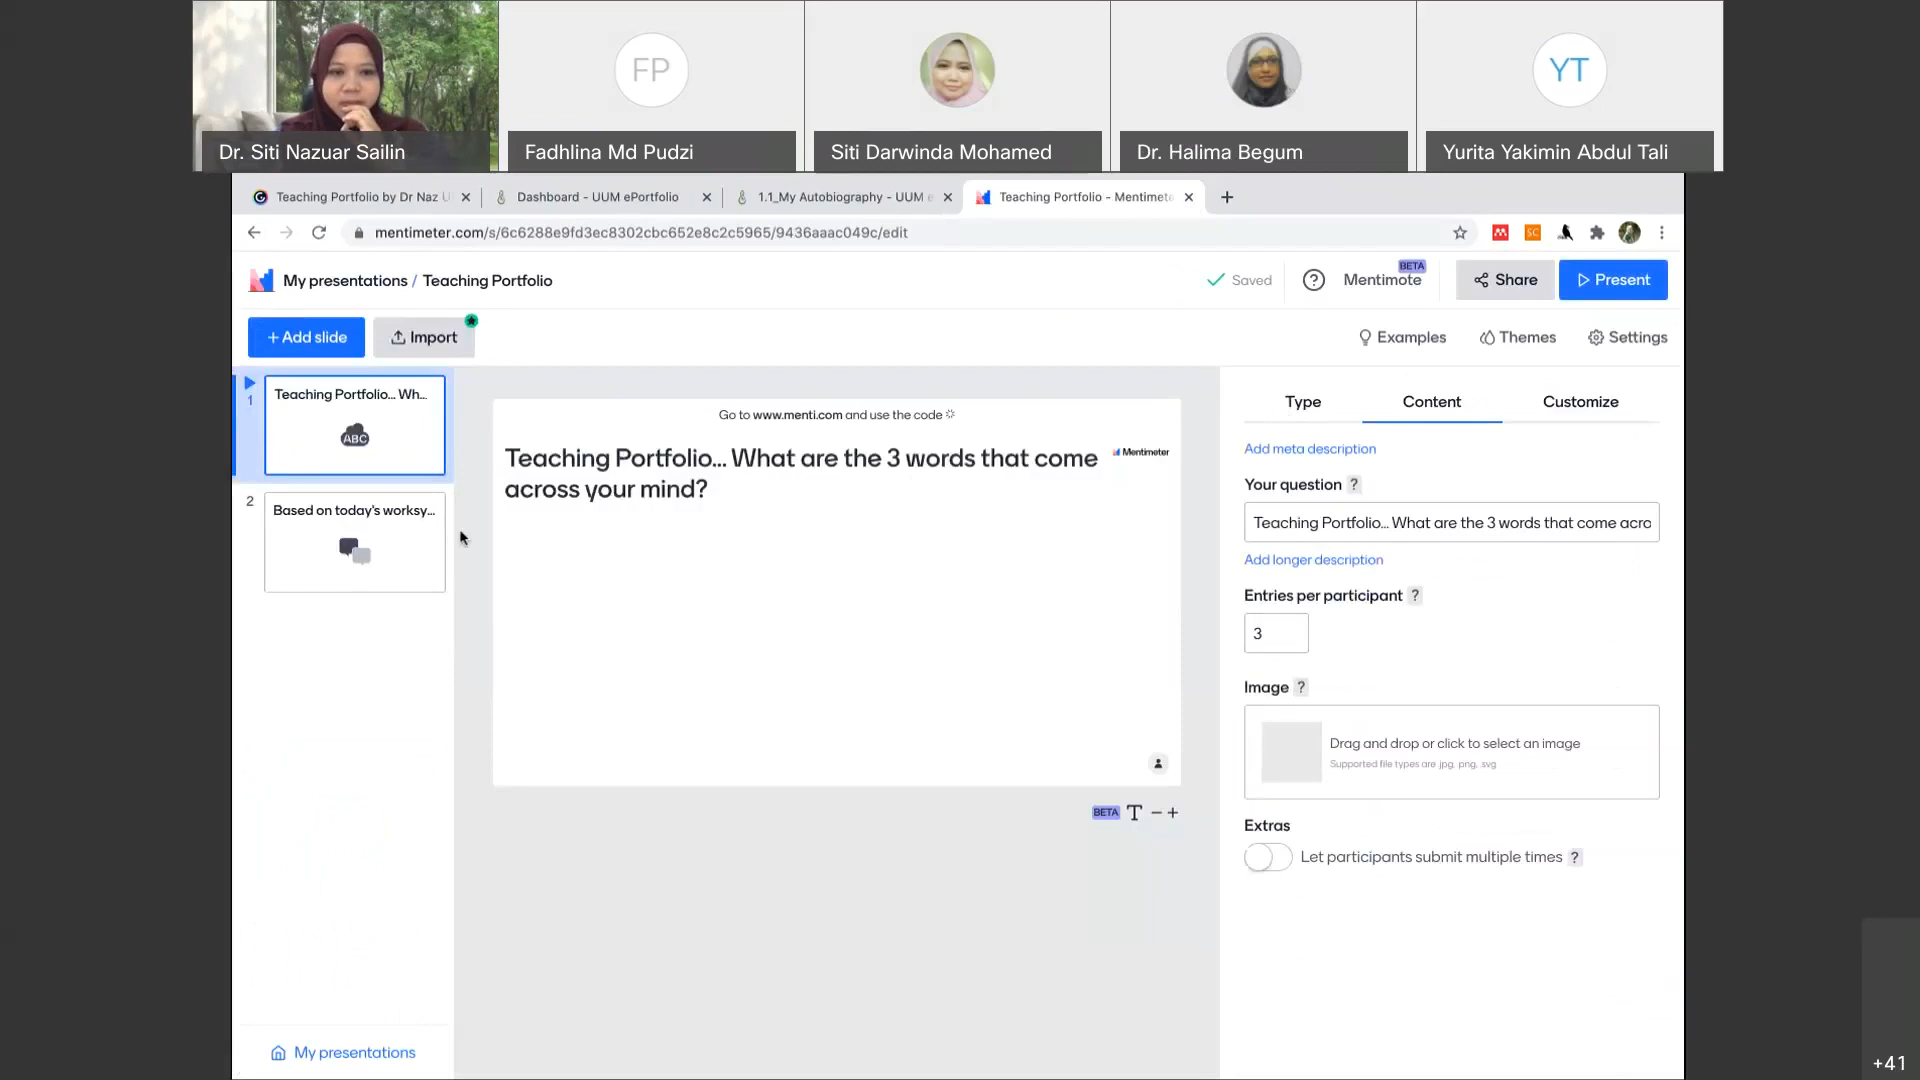 FP
YT
Dr. Siti Nazuar Sailin
Fadhlina Md Pudzi
Siti Darwinda Mohamed
Dr. Halima Begum
Yurita Yakimin Abdul Tali
Teaching Portfolio by Dr Naz U
Dashboard - UUM ePortfolio
1.1_My Autobiography - UUM e
Teaching Portfolio - Mentimete
mentimeter.com/s/6c6288e9fd3ec8302cbc652e8c2c5965/9436aaac049c/edit
SC
My presentations / Teaching Portfolio
Saved
?
Mentimote
BETA
Share
Present
+ Add slide
Import
Examples
Themes
Settings
1
Teaching Portfolio... Wh...
ABC
2
Based on today's worksy...
Go to www.menti.com and use the code
Teaching Portfolio... What are the 3 words that come
across your mind?
Mentimeter
BETA T − +
Type
Content
Customize
Add meta description
Your question ?
Teaching Portfolio... What are the 3 words that come acro
Add longer description
Entries per participant ?
3
Image ?
Drag and drop or click to select an image
Supported file types are jpg, png, svg
Extras
Let participants submit multiple times ?
My presentations
+41